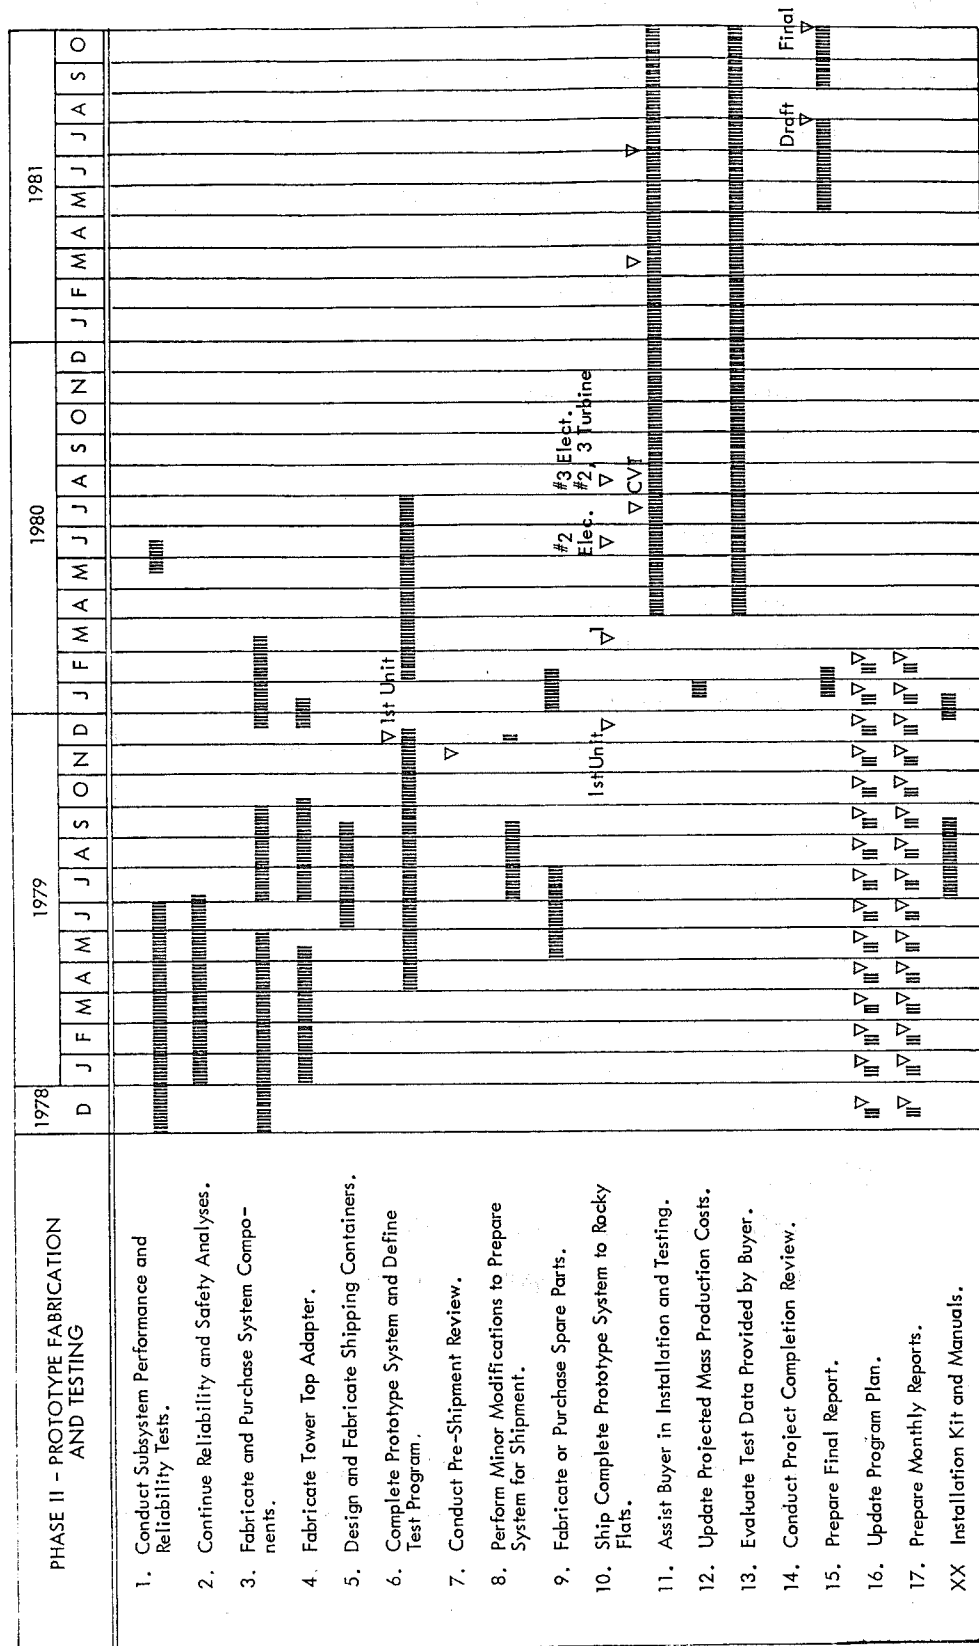 PHASE II - PROTOTYPE FABRICATION
AND TESTING
1978
1979
1980
1981
D J F M A M J J A S O N D J F M A M J J A S O N D J F M A M J J A S O
1. Conduct Subsystem Performance and
Reliability Tests.
2. Continue Reliability and Safety Analyses.
3. Fabricate and Purchase System Compo-
nents.
4. Fabricate Tower Top Adapter.
5. Design and Fabricate Shipping Containers.
6. Complete Prototype System and Define
Test Program.
1st Unit
7. Conduct Pre-Shipment Review.
8. Perform Minor Modifications to Prepare
System for Shipment.
9. Fabricate or Purchase Spare Parts.
10. Ship Complete Prototype System to Rocky
Flats.
1st Unit
1
#2
Elec.
#3 Elect.
#2, 3 Turbine
CVT
11. Assist Buyer in Installation and Testing.
12. Update Projected Mass Production Costs.
13. Evaluate Test Data Provided by Buyer.
14. Conduct Project Completion Review.
Draft
Final
15. Prepare Final Report.
16. Update Program Plan.
17. Prepare Monthly Reports.
XX Installation Kit and Manuals.